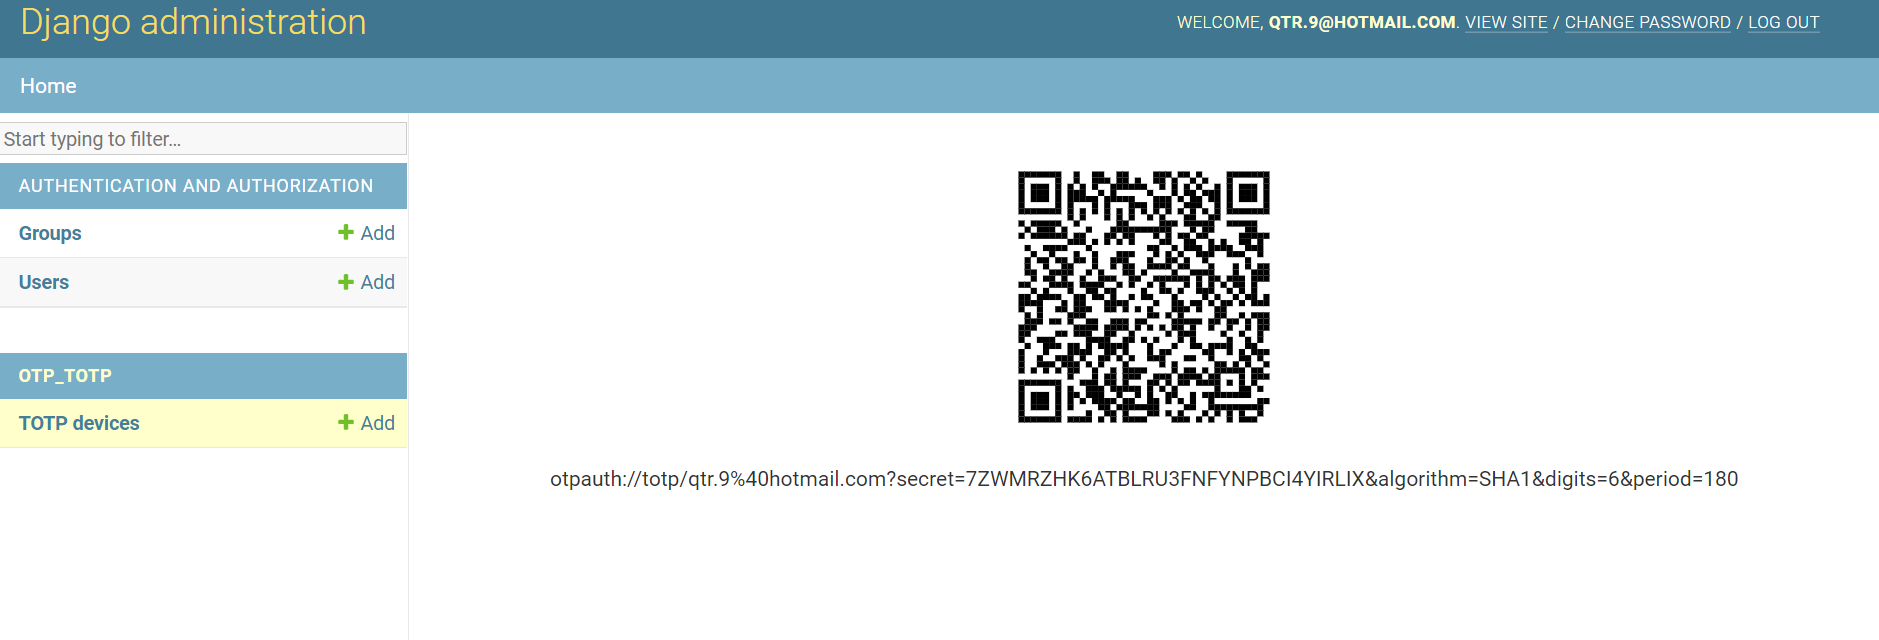 Django administration
WELCOME, QTR.9@HOTMAIL.COM. VIEW SITE / CHANGE PASSWORD / LOG OUT
Home
Start typing to filter...
AUTHENTICATION AND AUTHORIZATION
Groups Add
Users Add
OTP_TOTP
TOTP devices Add
otpauth://totp/qtr.9%40hotmail.com?secret=7ZWMRZHK6ATBLRU3FNFYNPBCI4YIRLIX&algorithm=SHA1&digits=6&period=180